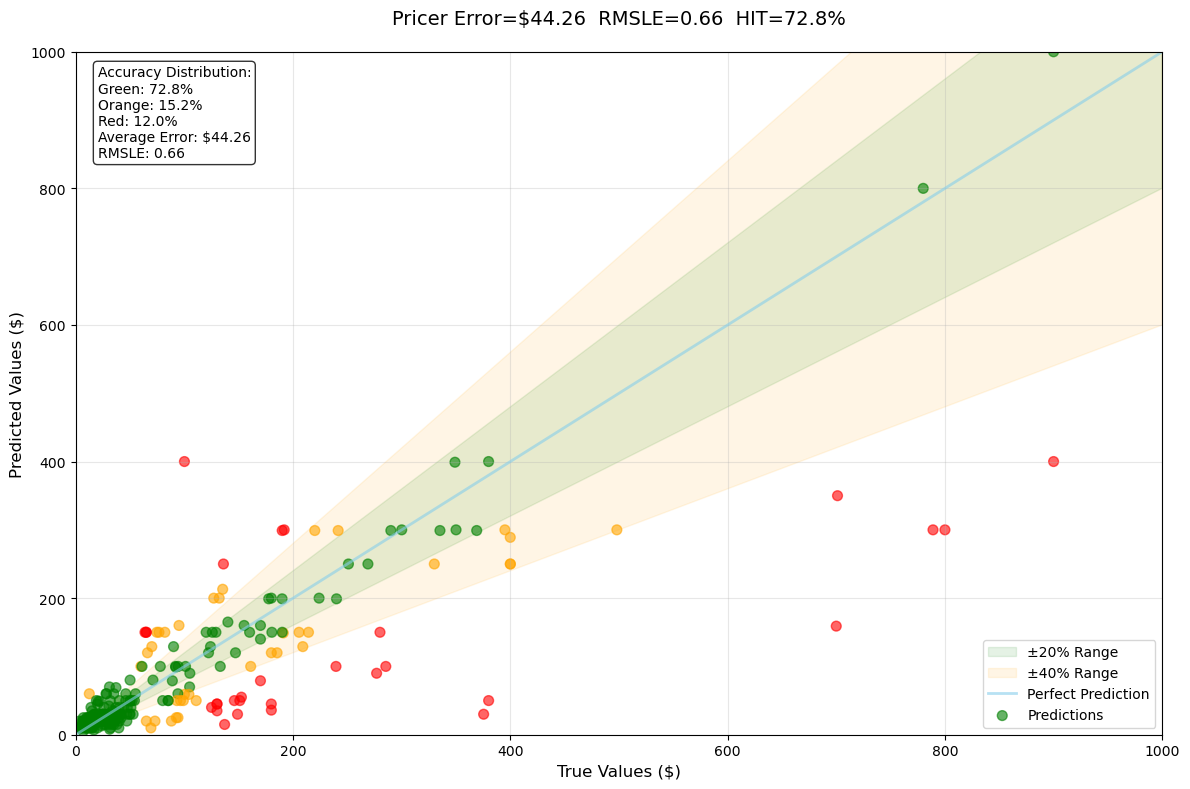 Pricer Error=$44.26  RMSLE=0.66  HIT=72.8%
Accuracy Distribution:
Green: 72.8%
Orange: 15.2%
Red: 12.0%
Average Error: $44.26
RMSLE: 0.66
Predicted Values ($)
1000
800
600
400
200
0
0 200 400 600 800 1000
True Values ($)
±20% Range
±40% Range
Perfect Prediction
Predictions